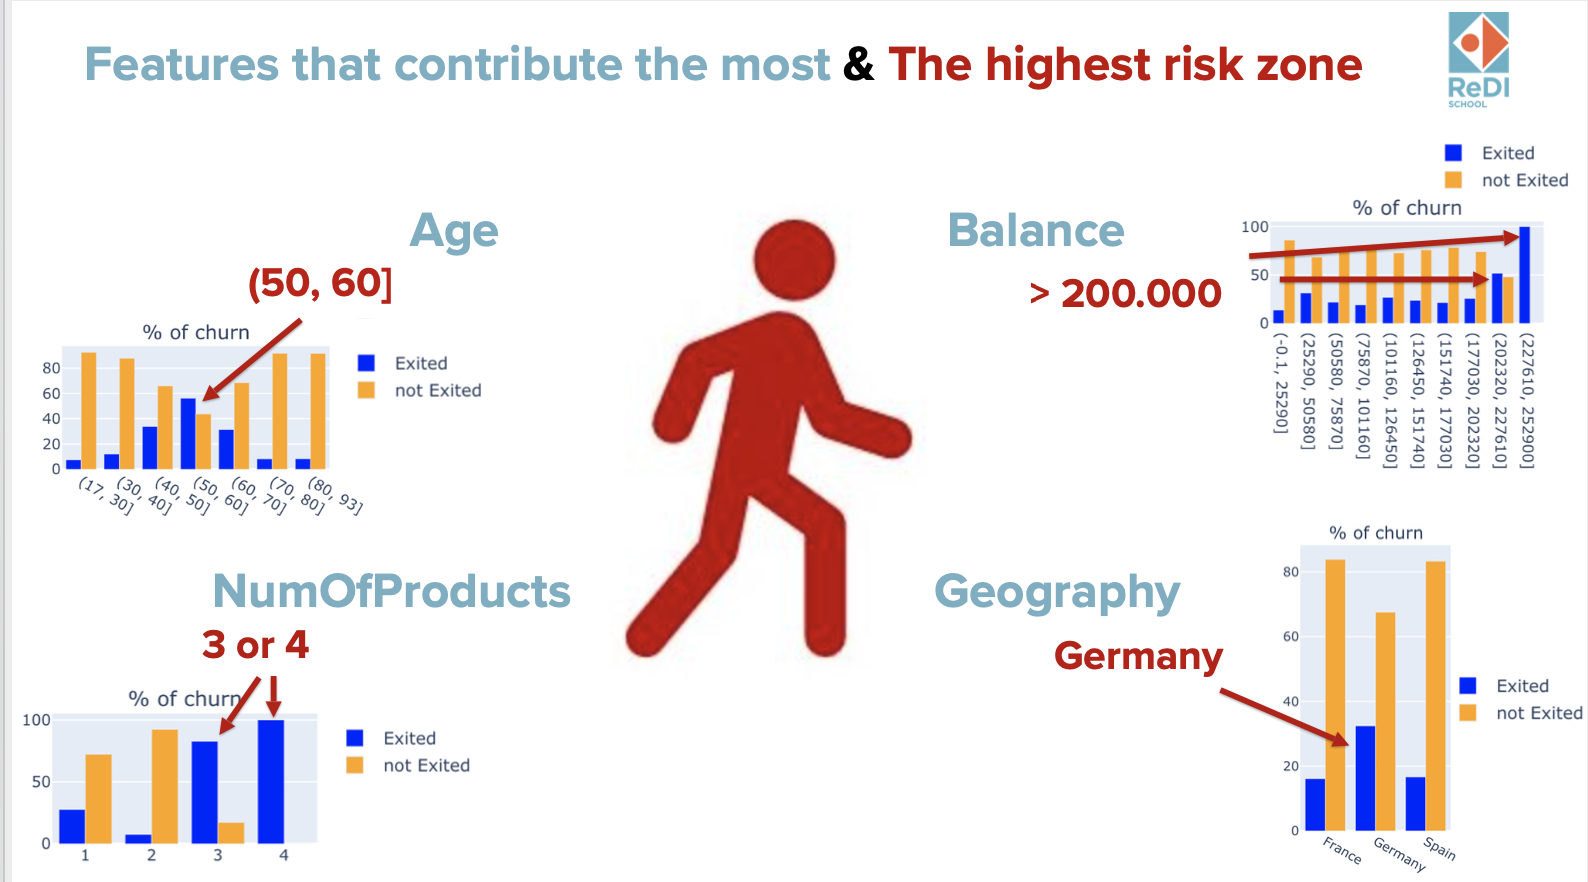 Features that contribute the most & The highest risk zone
ReDI
SCHOOL
Age
(50, 60]
% of churn
Exited
not Exited
80
60
40
20
0
(17, 30]
(30, 40]
(40, 50]
(50, 60]
(60, 70]
(70, 80]
(80, 93]
Balance
> 200.000
Exited
not Exited
% of churn
100
50
0
(-0.1, 25290]
(25290, 50580]
(50580, 75870]
(75870, 101160]
(101160, 126450]
(126450, 151740]
(151740, 177030]
(177030, 202320]
(202320, 227610]
(227610, 252900]
NumOfProducts
3 or 4
% of churn
Exited
not Exited
100
50
0
1
2
3
4
Geography
Germany
% of churn
Exited
not Exited
80
60
40
20
0
France
Germany
Spain